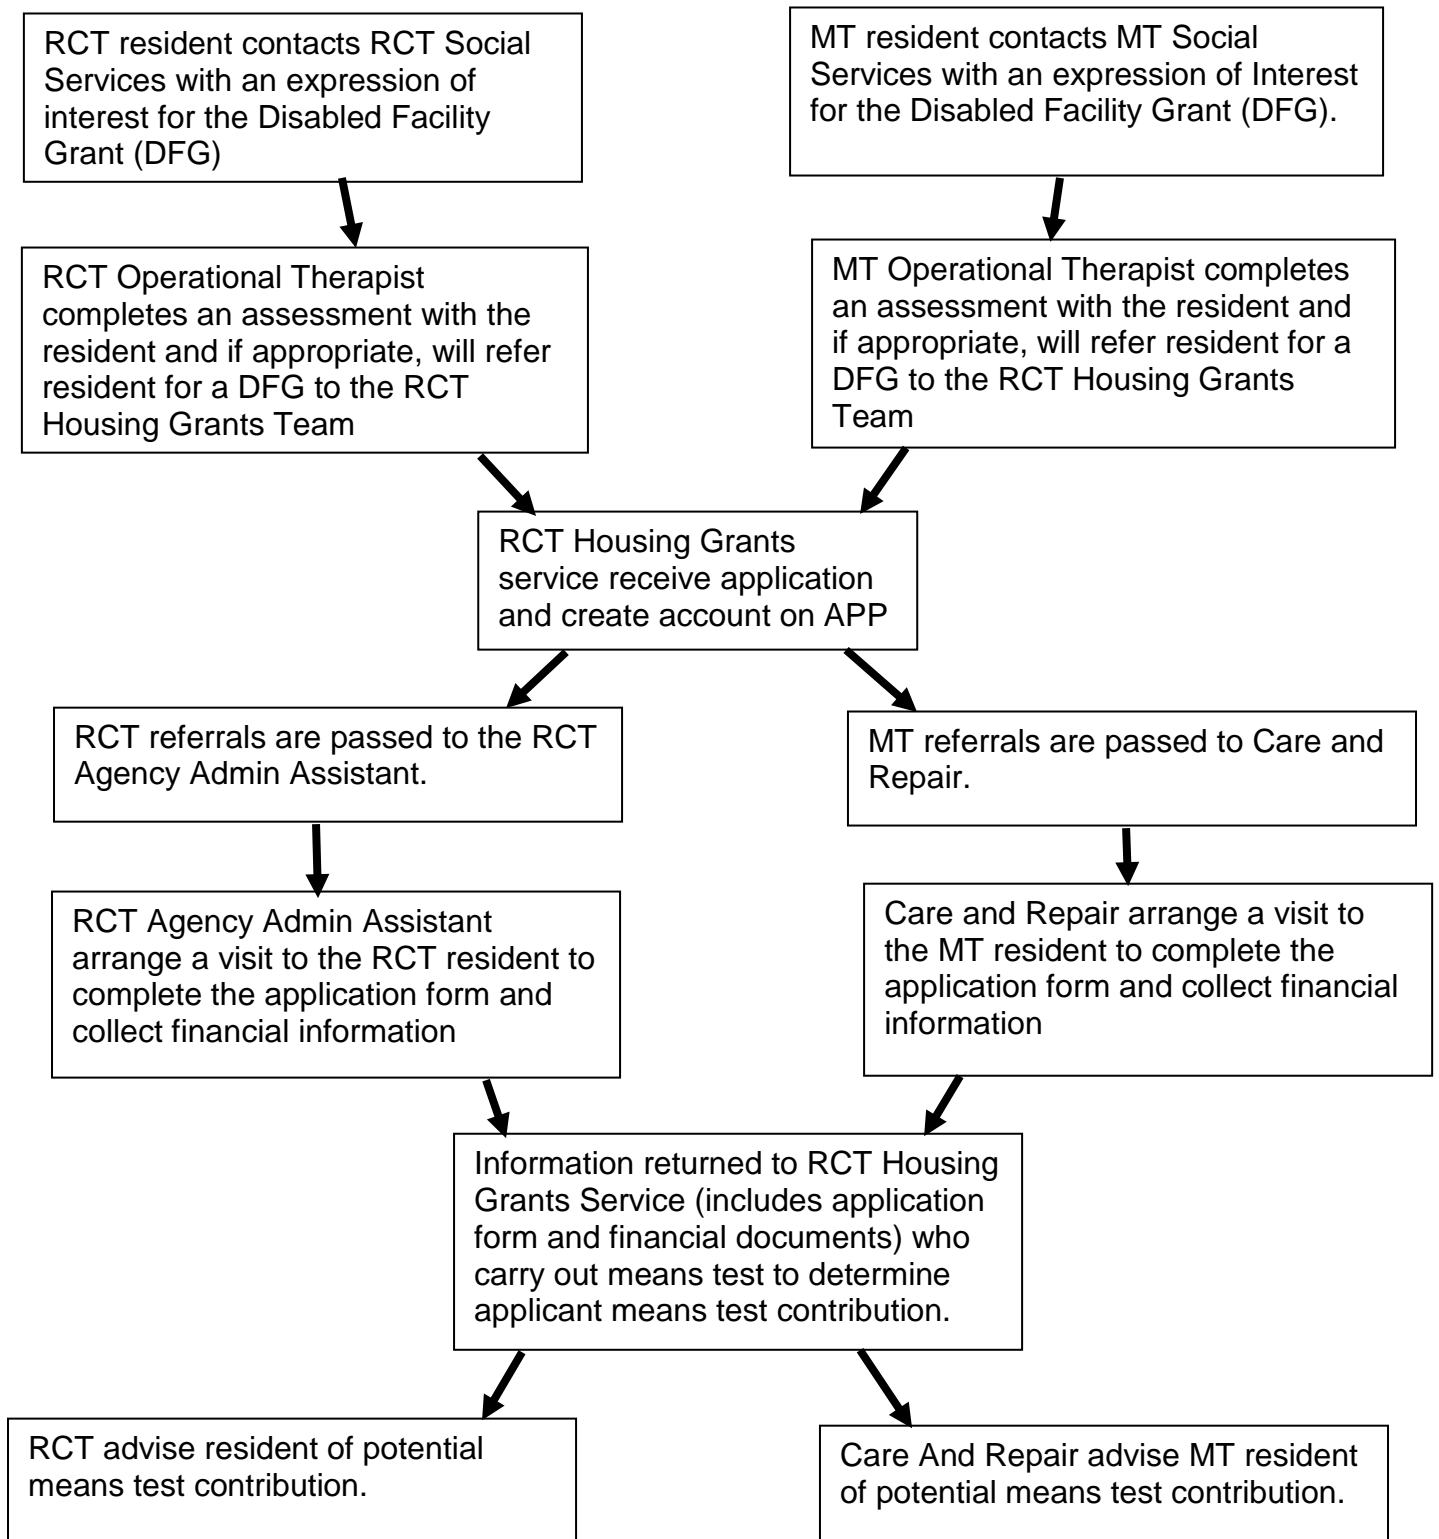 RCT resident contacts RCT Social
Services with an expression of
interest for the Disabled Facility
Grant (DFG)
MT resident contacts MT Social
Services with an expression of Interest
for the Disabled Facility Grant (DFG).
RCT Operational Therapist
completes an assessment with the
resident and if appropriate, will refer
resident for a DFG to the RCT
Housing Grants Team
MT Operational Therapist completes
an assessment with the resident and
if appropriate, will refer resident for a
DFG to the RCT Housing Grants
Team
RCT Housing Grants
service receive application
and create account on APP
RCT referrals are passed to the RCT
Agency Admin Assistant.
MT referrals are passed to Care and
Repair.
RCT Agency Admin Assistant
arrange a visit to the RCT resident to
complete the application form and
collect financial information
Care and Repair arrange a visit to
the MT resident to complete the
application form and collect financial
information
Information returned to RCT Housing
Grants Service (includes application
form and financial documents) who
carry out means test to determine
applicant means test contribution.
RCT advise resident of potential
means test contribution.
Care And Repair advise MT resident
of potential means test contribution.